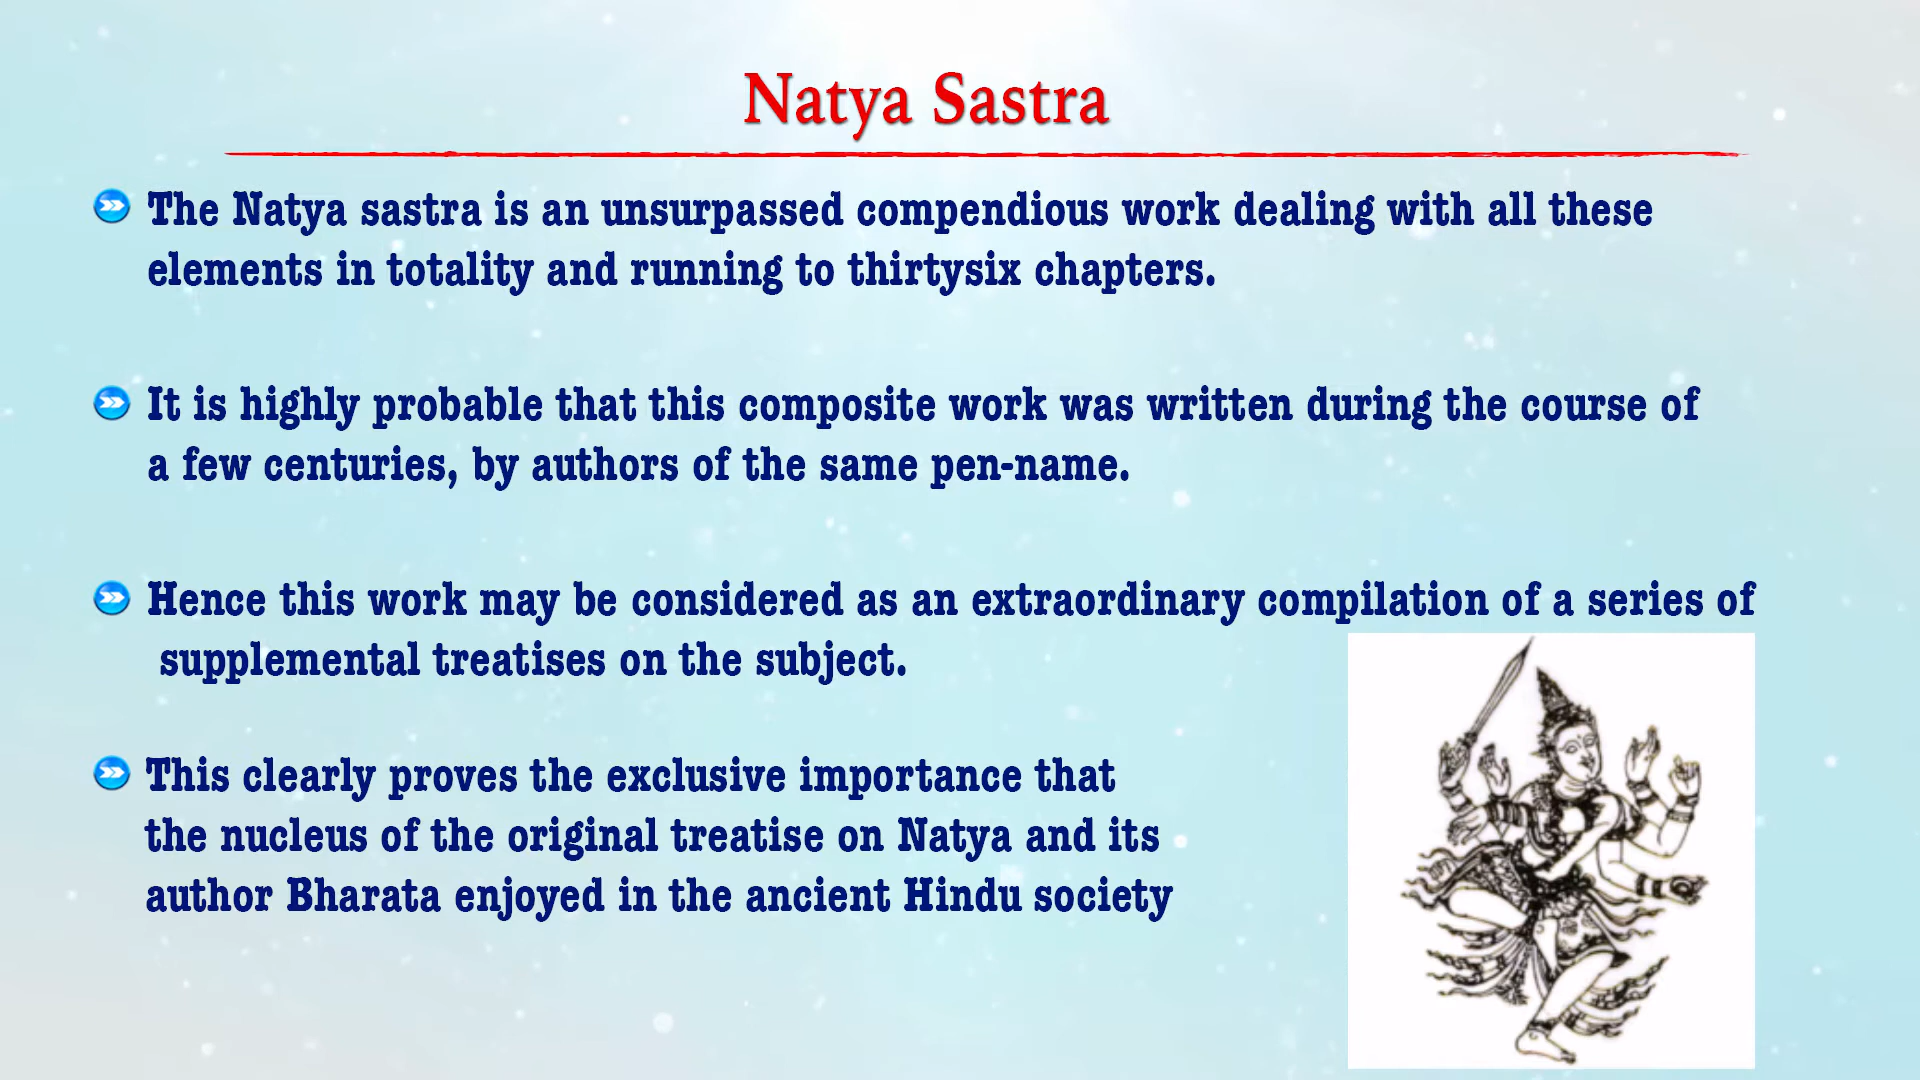 Natya Sastra
The Natya sastra is an unsurpassed compendious work dealing with all these
elements in totality and running to thirtysix chapters.
It is highly probable that this composite work was written during the course of
a few centuries, by authors of the same pen-name.
Hence this work may be considered as an extraordinary compilation of a series of
supplemental treatises on the subject.
This clearly proves the exclusive importance that
the nucleus of the original treatise on Natya and its
author Bharata enjoyed in the ancient Hindu society